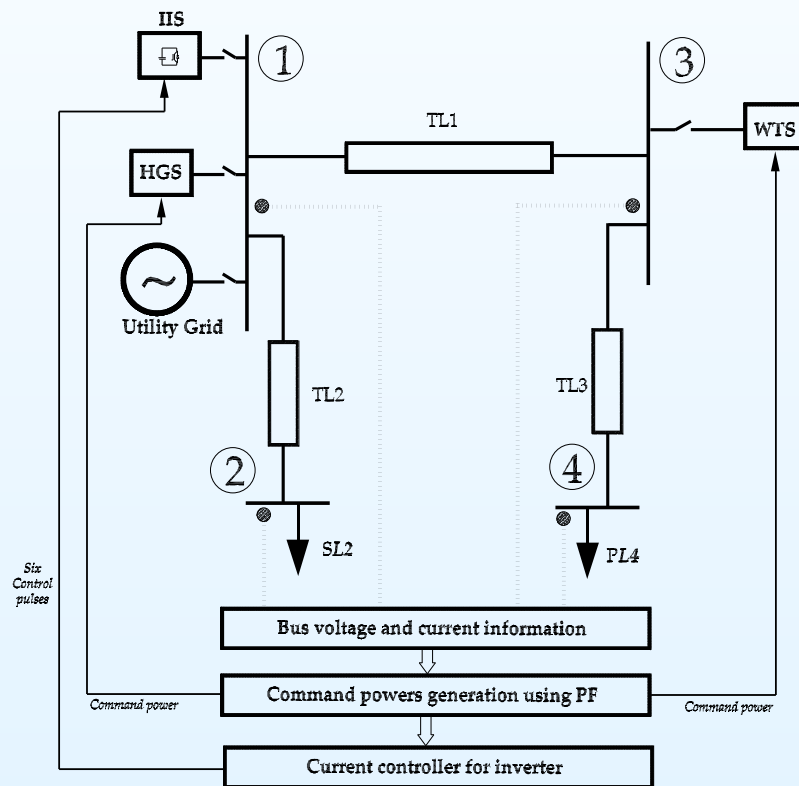 IIS
1
3
TL1
WTS
HGS
Utility Grid
TL2
TL3
2
4
SL2
PL4
Six
Control
pulses
Bus voltage and current information
Command powers generation using PF
Command power
Command power
Current controller for inverter